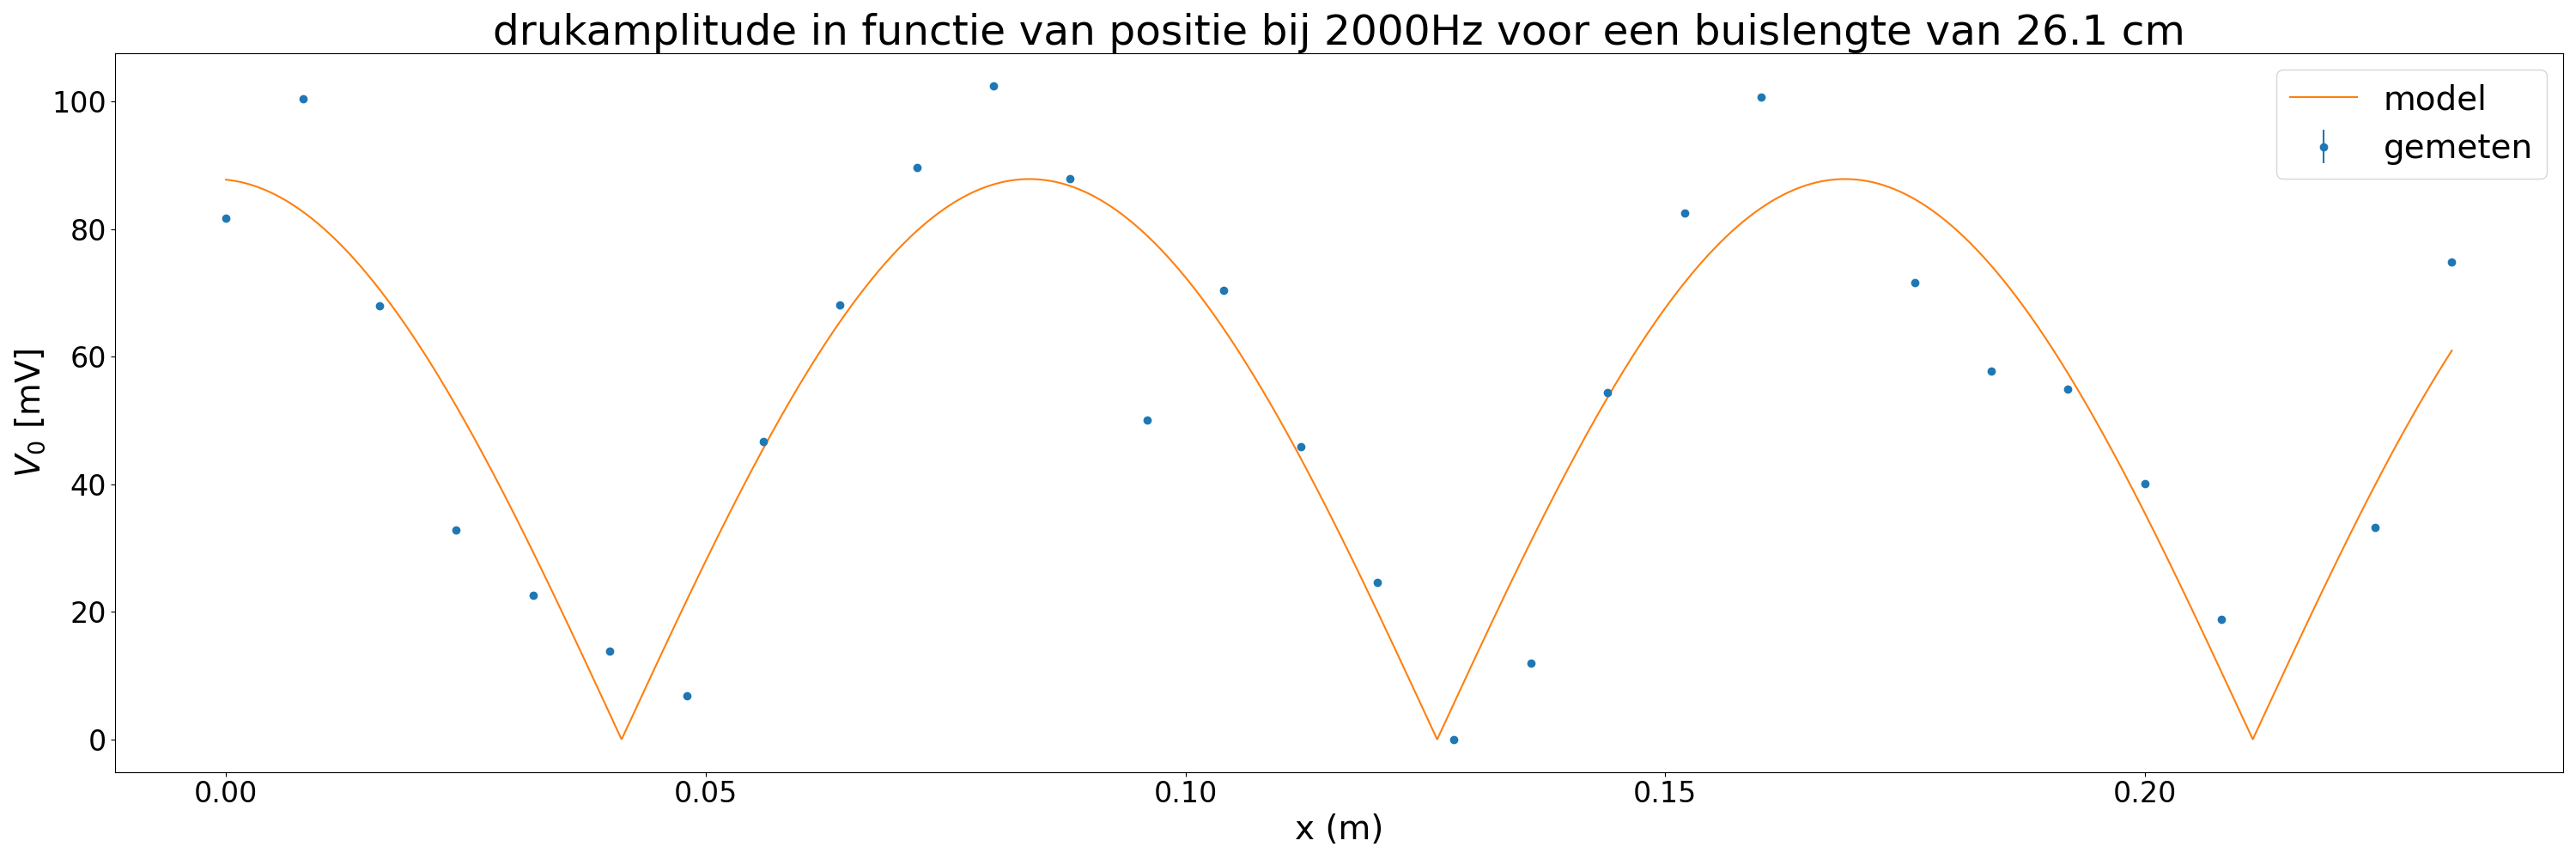 drukamplitude in functie van positie bij 2000Hz voor een buislengte van 26.1 cm
100
80
60
40
20
0
V₀ [mV]
model
gemeten
0.00 0.05 0.10 0.15 0.20
x (m)